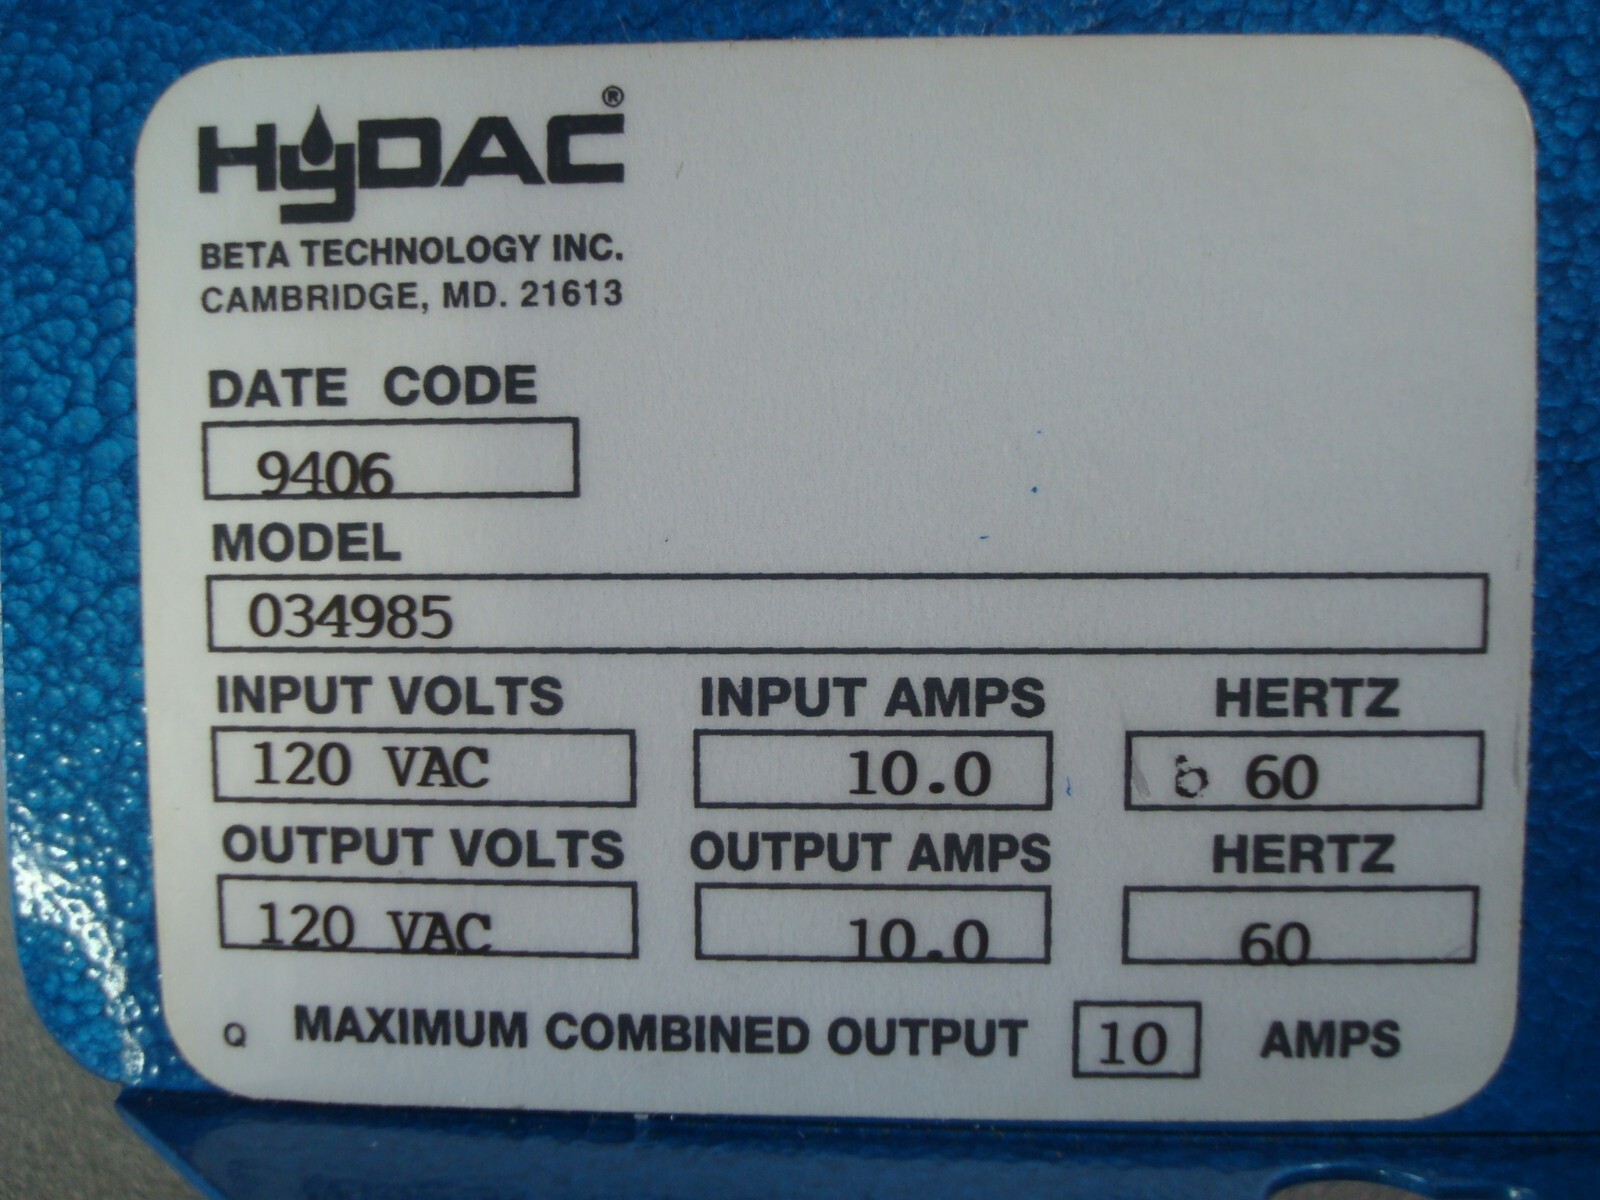 HyDAC®
BETA TECHNOLOGY INC.
CAMBRIDGE, MD. 21613
DATE CODE
9406
MODEL
034985
INPUT VOLTS INPUT AMPS HERTZ
120 VAC 10.0 6 60
OUTPUT VOLTS OUTPUT AMPS HERTZ
120 VAC 10.0 60
Q MAXIMUM COMBINED OUTPUT 10 AMPS